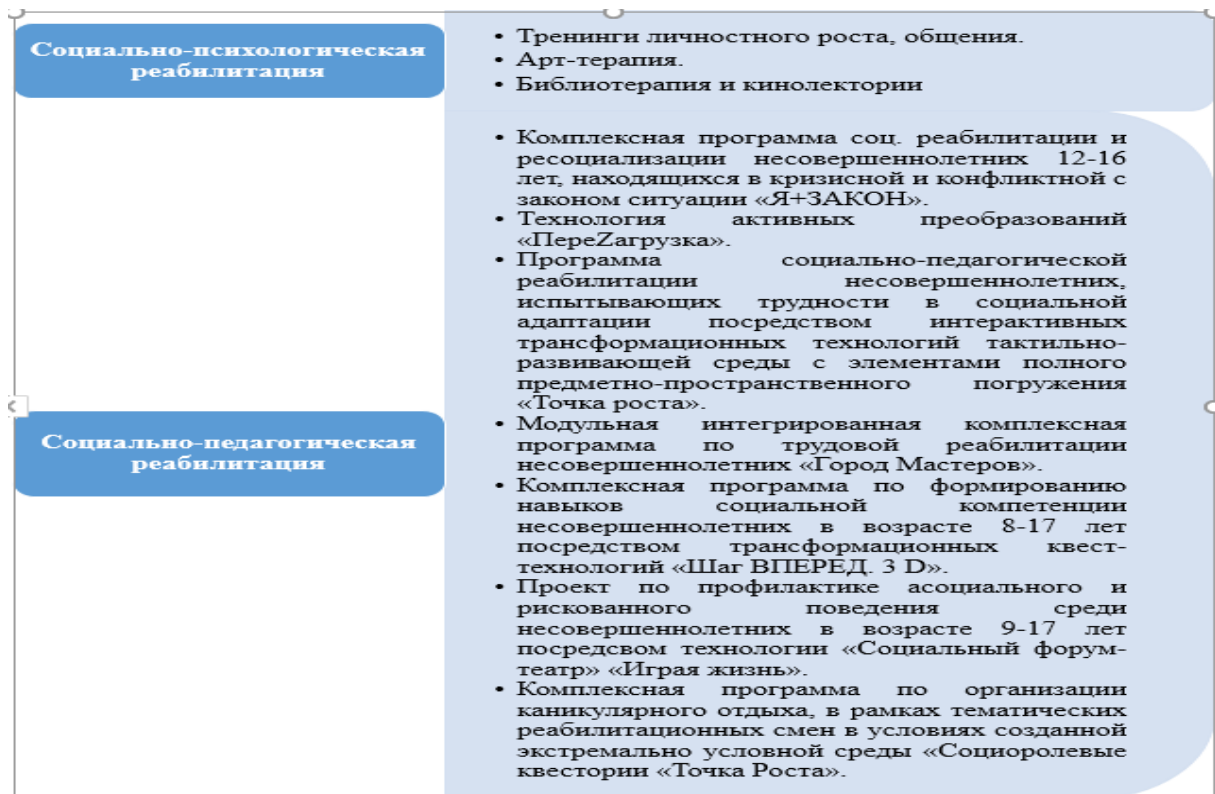 Социально-психологическая
реабилитация
• Тренинги личностного роста, общения.
• Арт-терапия.
• Библиотерапия и кинолектории
Социально-педагогическая
реабилитация
• Комплексная программа соц. реабилитации и
ресоциализации несовершеннолетних 12-16
лет, находящихся в кризисной и конфликтной с
законом ситуации «Я+ЗАКОН».
• Технология активных преобразований
«ПереZагрузка».
• Программа социально-педагогической
реабилитации несовершеннолетних,
испытывающих трудности в социальной
адаптации посредством интерактивных
трансформационных технологий тактильно-
развивающей среды с элементами полного
предметно-пространственного погружения
«Точка роста».
• Модульная интегрированная комплексная
программа по трудовой реабилитации
несовершеннолетних «Город Мастеров».
• Комплексная программа по формированию
навыков социальной компетенции
несовершеннолетних в возрасте 8-17 лет
посредством трансформационных квест-
технологий «Шаг ВПЕРЕД. 3 D».
• Проект по профилактике асоциального и
рискованного поведения среди
несовершеннолетних в возрасте 9-17 лет
посредсвом технологии «Социальный форум-
театр» «Играя жизнь».
• Комплексная программа по организации
каникулярного отдыха, в рамках тематических
реабилитационных смен в условиях созданной
экстремально условной среды «Социоролевые
квестории «Точка Роста».